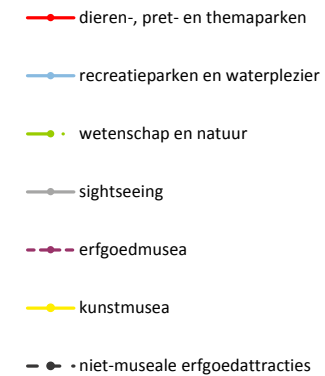 dieren-, pret- en themaparken
recreatieparken en waterplezier
wetenschap en natuur
sightseeing
erfgoedmusea
kunstmusea
niet-museale erfgoedattracties